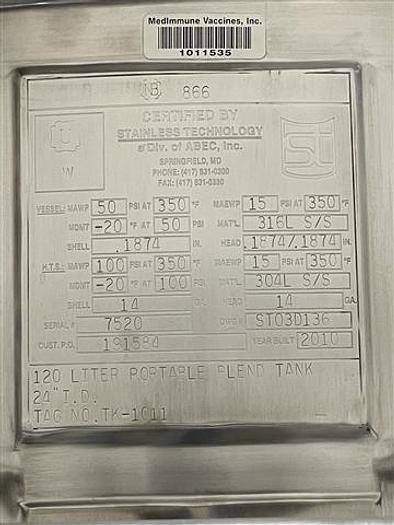 MedImmune Vaccines, Inc.
1011535
NB 866
U
W
CERTIFIED BY
STAINLESS TECHNOLOGY
a Div. of ABEC, Inc.
SPRINGFIELD, MO
PHONE: (417) 831-0300
FAX: (417) 831-0330
st
VESSEL: MAWP 50 PSI AT 350 °F MAEWP 15 PSI AT 350 °F
MDMT -20 °F AT 50 PSI MAT'L 316L S/S
SHELL .1874 IN. HEAD .1874/.1874 IN.
H.T.S.: MAWP 100 PSI AT 350 °F MAEWP 15 PSI AT 350 °F
MDMT -20 °F AT 100 PSI MAT'L 304L S/S
SHELL 14 GA. HEAD 14 GA.
SERIAL # 7520 DWG # ST03D136
CUST. P.O. 191584 YEAR BUILT 2010
120 LITER PORTABLE BLEND TANK
24" I.D.
TAG NO. TK-1011